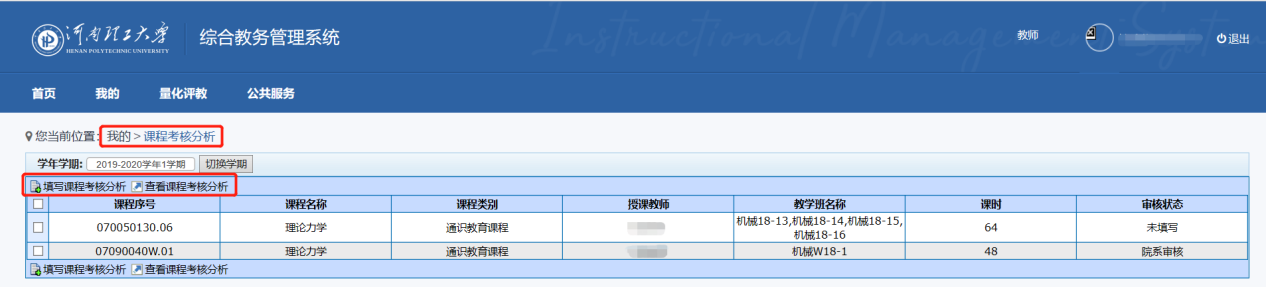 河南理工大学
HENAN POLYTECHNIC UNIVERSITY
综合教务管理系统
Instructional Management System
教师
退出
首页 我的 量化评教 公共服务
您当前位置: 我的 > 课程考核分析
学年学期: 2019-2020学年1学期 切换学期
填写课程考核分析 查看课程考核分析
课程序号 课程名称 课程类别 授课教师 教学班名称 课时 审核状态
070050130.06 理论力学 通识教育课程 机械18-13,机械18-14,机械18-15,
机械18-16 64 未填写
07090040W.01 理论力学 通识教育课程 机械W18-1 48 院系审核
填写课程考核分析 查看课程考核分析